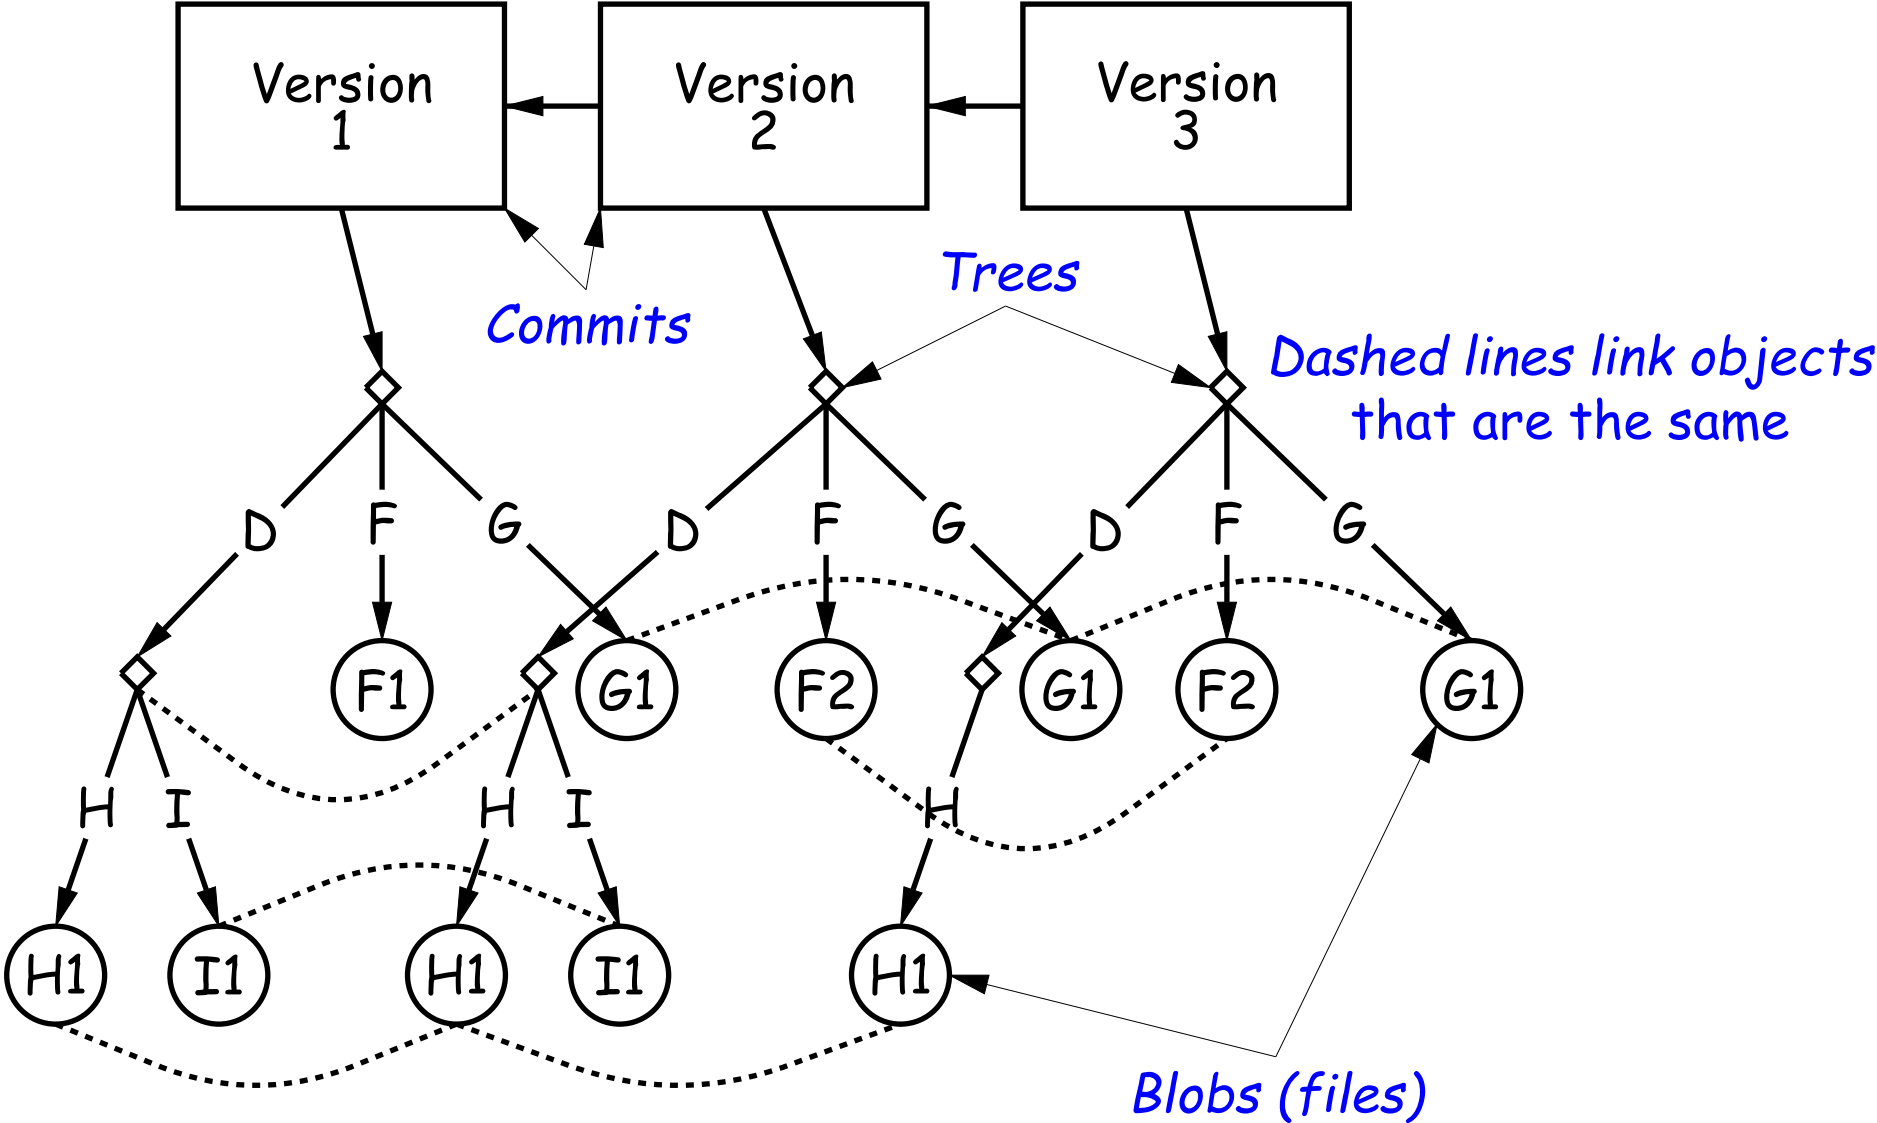 Version
1
Version
2
Version
3
Commits
Trees
Dashed lines link objects
that are the same
D
F
G
D
F
G
D
F
G
F1
G1
F2
G1
F2
G1
H
I
H
I
H
H1
I1
H1
I1
H1
Blobs (files)